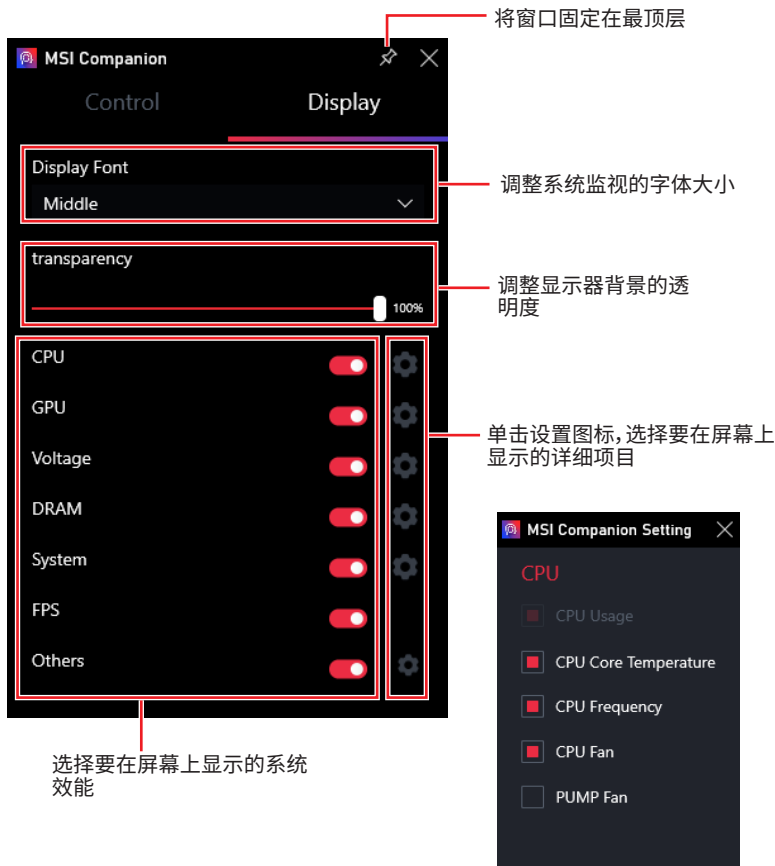 将窗口固定在最顶层
MSI Companion
Control
Display
Display Font
Middle
调整系统监视的字体大小
transparency
100%
调整显示器背景的透
明度
CPU
GPU
Voltage
DRAM
System
FPS
Others
单击设置图标,选择要在屏幕上
显示的详细项目
MSI Companion Setting
CPU
CPU Usage
CPU Core Temperature
CPU Frequency
CPU Fan
PUMP Fan
选择要在屏幕上显示的系统
效能